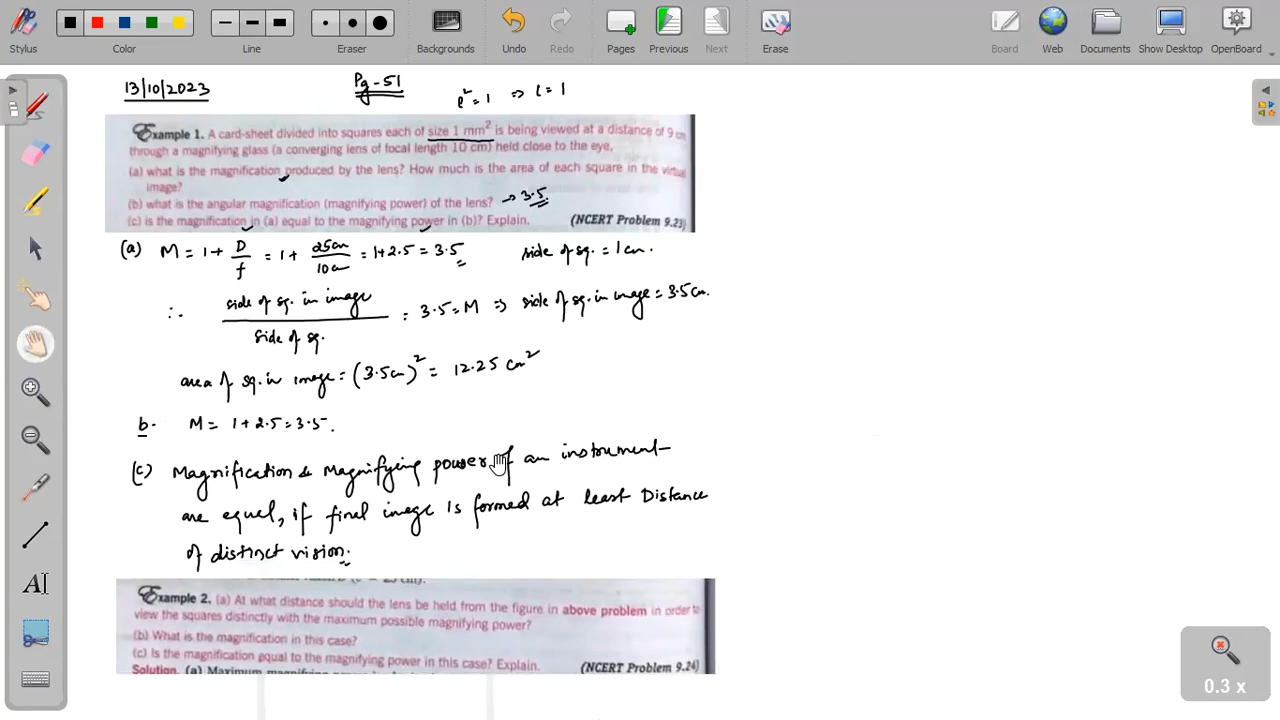 Stylus
Color
Line
Eraser
Backgrounds
Undo
Redo
Pages
Previous
Next
Erase
Board
Web
Documents
Show Desktop
OpenBoard
13/10/2023
Pg-51
l² = 1 ⇒ l = 1
Example 1. A card-sheet divided into squares each of size 1 mm² is being viewed at a distance of 9 cm
through a magnifying glass (a converging lens of focal length 10 cm) held close to the eye,
(a) what is the magnification produced by the lens? How much is the area of each square in the virtual
image?
(b) what is the angular magnification (magnifying power) of the lens? → 3.5
(c) is the magnification in (a) equal to the magnifying power in (b)? Explain. (NCERT Problem 9.23)
(a) M = 1 + D/f = 1 + 25cm/10cm = 1 + 2.5 = 3.5 side of sq. = 1 cm.
∴ side of sq. in image / side of sq. = 3.5 = M ⇒ side of sq. in image = 3.5 cm.
area of sq. in image = (3.5cm)² = 12.25 cm²
b. M = 1 + 2.5 = 3.5.
(c) Magnification & Magnifying power of an instrument
are equal, if final image is formed at least Distance
of distinct vision.
Example 2. (a) At what distance should the lens be held from the figure in above problem in order to
view the squares distinctly with the maximum possible magnifying power?
(b) What is the magnification in this case?
(c) Is the magnification equal to the magnifying power in this case? Explain. (NCERT Problem 9.24)
Solution. (a) Maximum
0.3 x